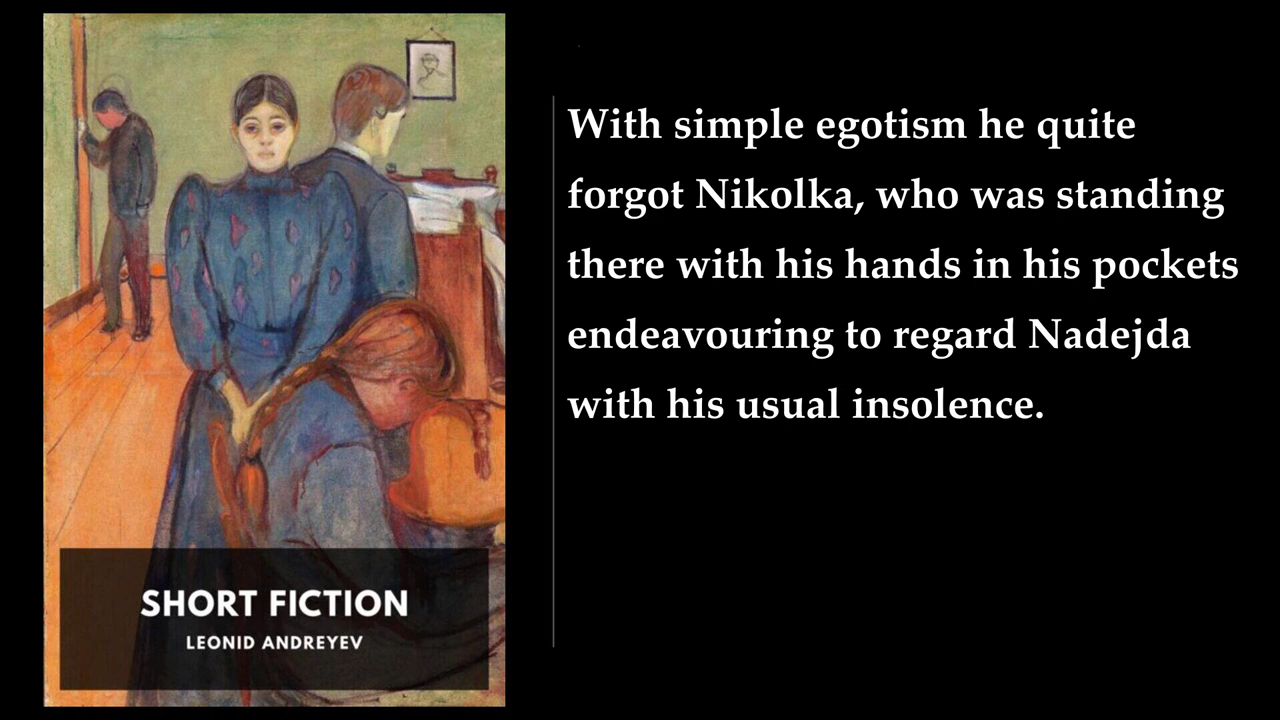 With simple egotism he quite
forgot Nikolka, who was standing
there with his hands in his pockets
endeavouring to regard Nadejda
with his usual insolence.
SHORT FICTION
LEONID ANDREYEV